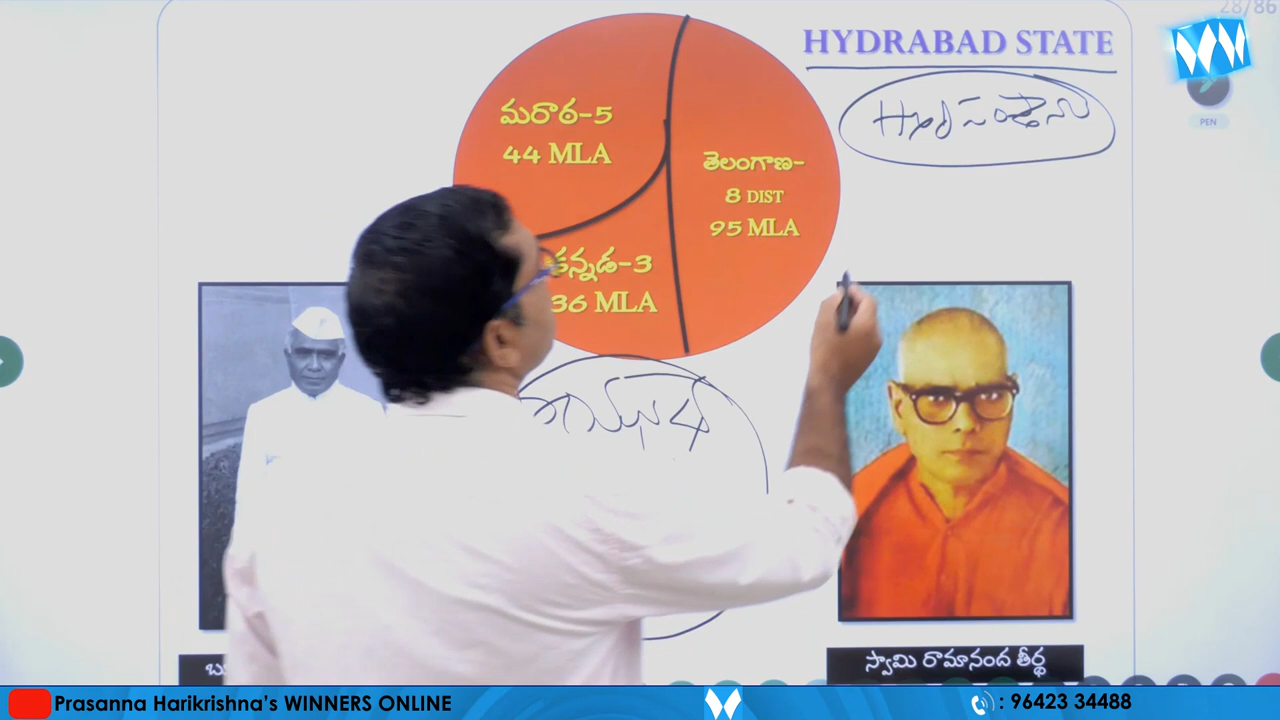 28/86
HYDRABAD STATE
PEN
మరాఠ-5
44 MLA
తెలంగాణ-
8 DIST
95 MLA
కన్నడ-3
36 MLA
స్వామి రామానంద తీర్థ
Prasanna Harikrishna's WINNERS ONLINE
: 96423 34488